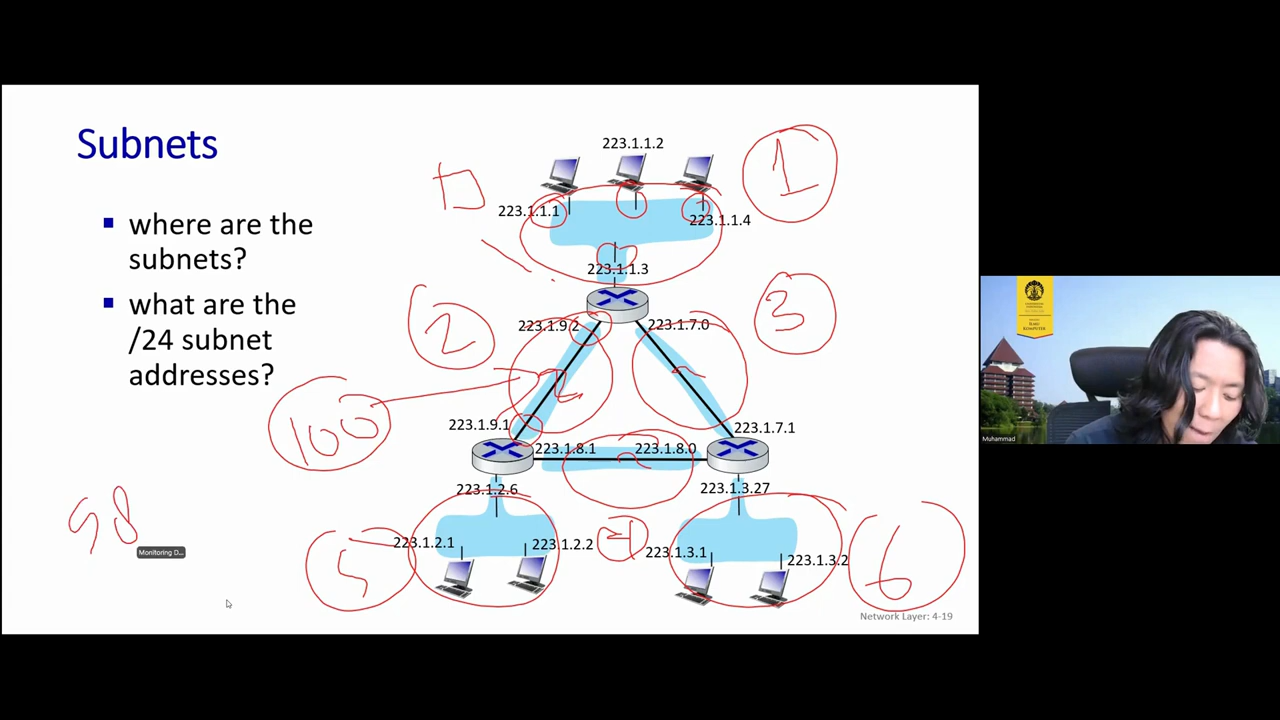 Subnets
where are the
subnets?
what are the
/24 subnet
addresses?
223.1.1.2
223.1.1.1
223.1.1.4
223.1.1.3
1
223.1.9.2
223.1.7.0
2
3
100
2
223.1.9.1
223.1.7.1
223.1.8.1
223.1.8.0
223.1.2.6
223.1.3.27
98
223.1.2.1
223.1.2.2
4
223.1.3.1
223.1.3.2
5
6
Monitoring D...
Network Layer: 4-19
ILMU
KOMPUTER
Muhammad